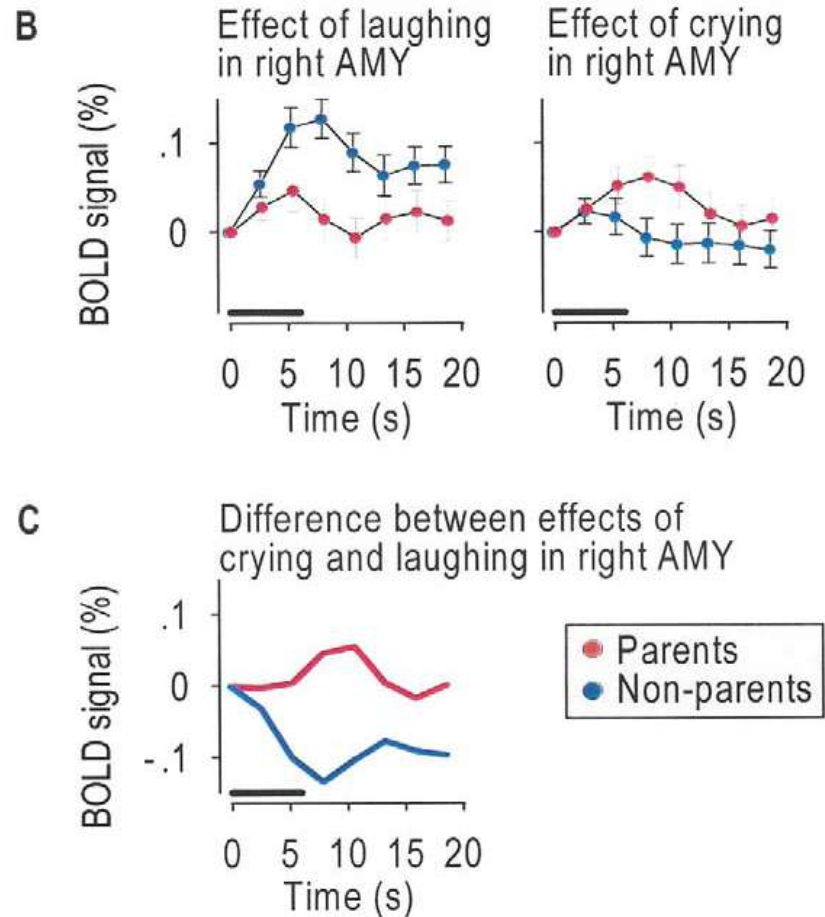 B
Effect of laughing
in right AMY
BOLD signal (%)
.1
0
0 5 10 15 20
Time (s)
Effect of crying
in right AMY
0 5 10 15 20
Time (s)
C
Difference between effects of
crying and laughing in right AMY
BOLD signal (%)
.1
0
-.1
0 5 10 15 20
Time (s)
Parents
Non-parents